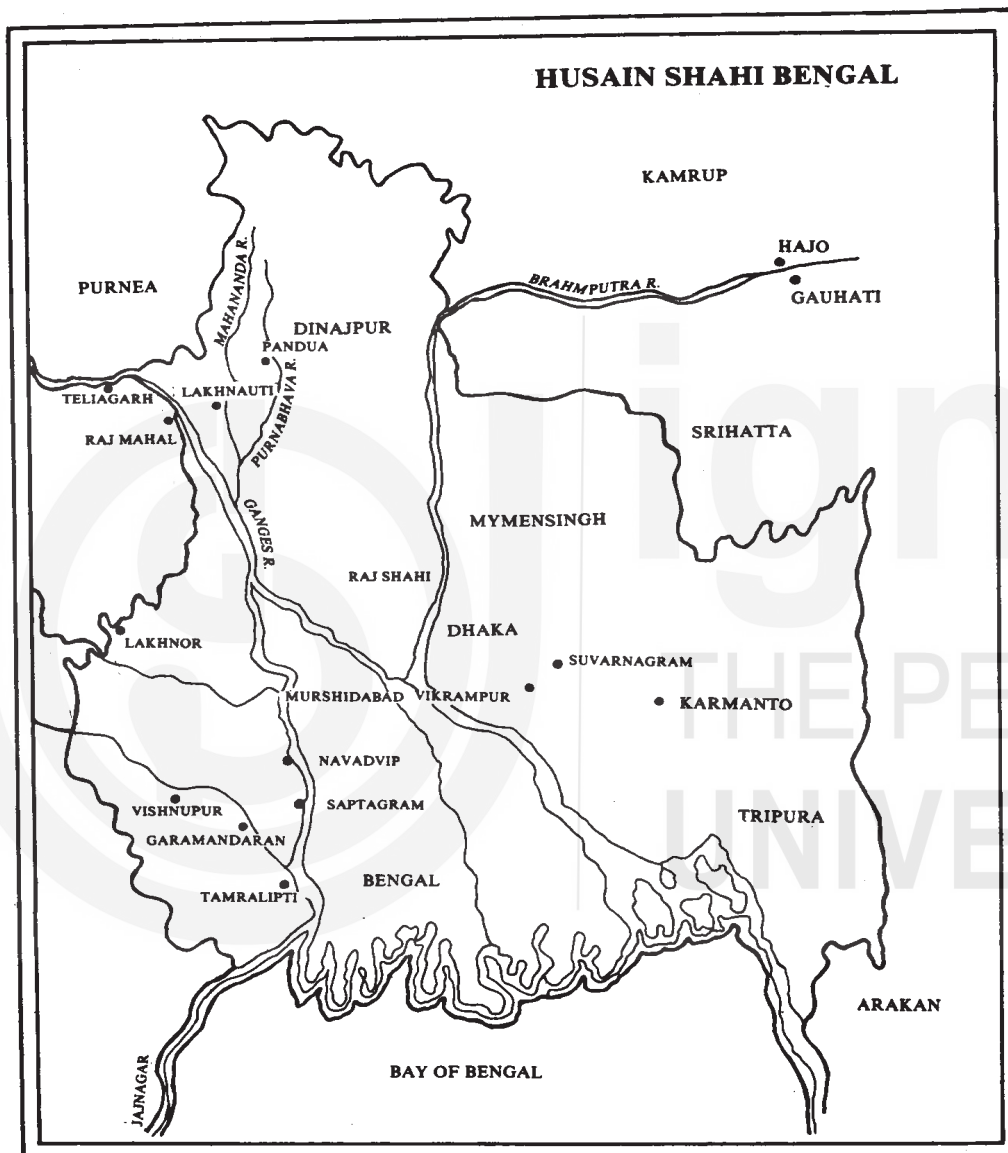 HUSAIN SHAHI BENGAL
KAMRUP
HAJO
BRAHMPUTRA R.
GAUHATI
PURNEA
MAHANANDA R.
DINAJPUR
PANDUA
TELIAGARH
LAKHNAUTI
PURNABHAVA R.
RAJ MAHAL
SRIHATTA
GANGES R.
MYMENSINGH
RAJ SHAHI
DHAKA
LAKHNOR
SUVARNAGRAM
MURSHIDABAD
VIKRAMPUR
KARMANTO
NAVADVIP
VISHNUPUR
SAPTAGRAM
GARAMANDARAN
TRIPURA
BENGAL
TAMRALIPTI
ARAKAN
JAJNAGAR
BAY OF BENGAL
ign
THE PE
UNIVE